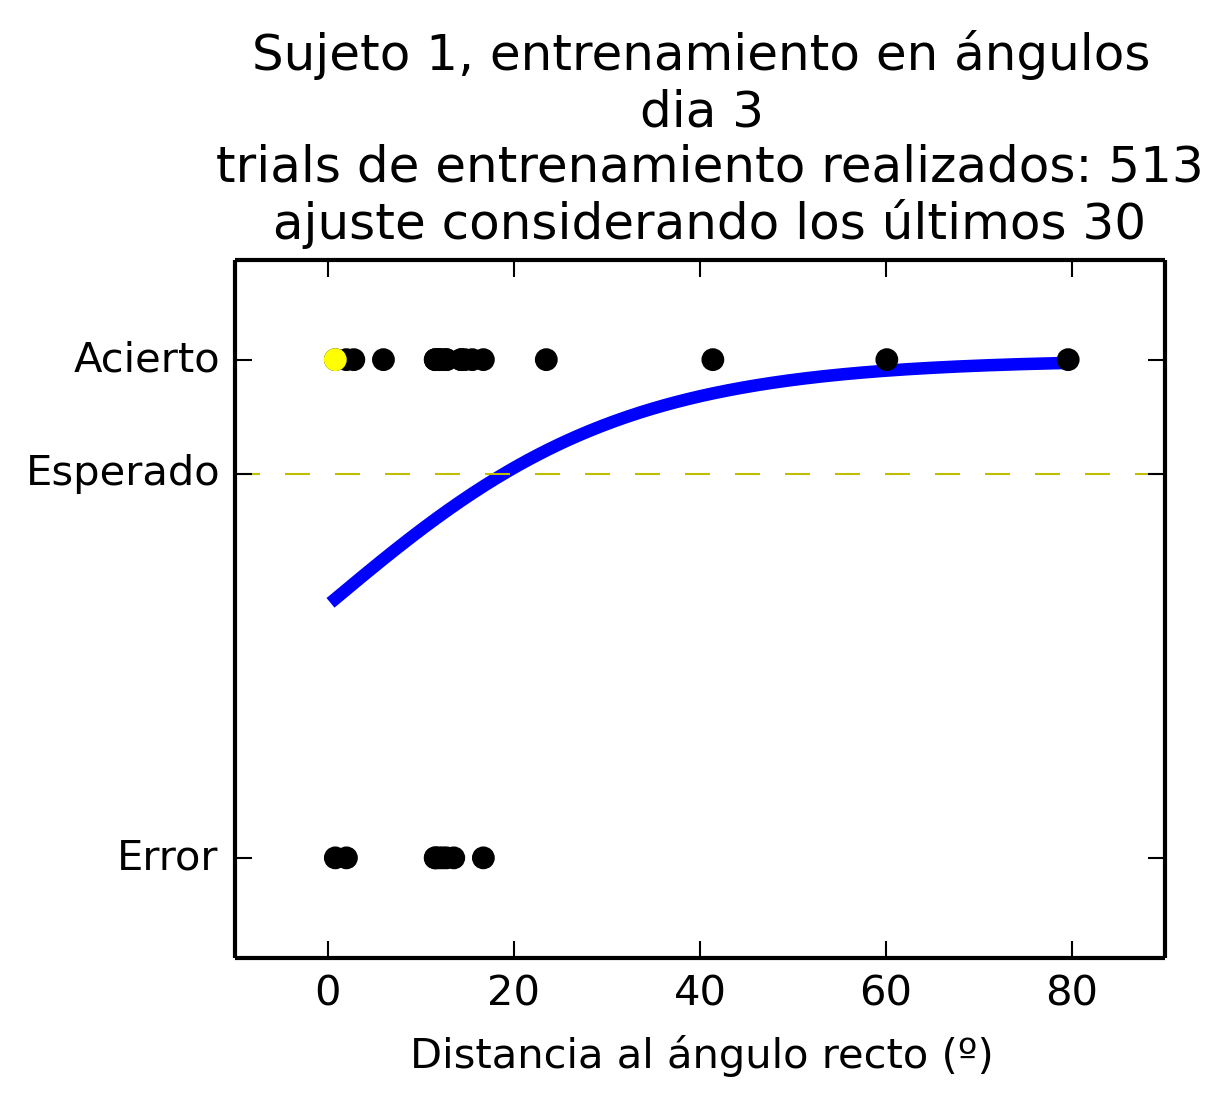 Sujeto 1, entrenamiento en ángulos
dia 3
trials de entrenamiento realizados: 513
ajuste considerando los últimos 30
Acierto
Esperado
Error
0 20 40 60 80
Distancia al ángulo recto (º)